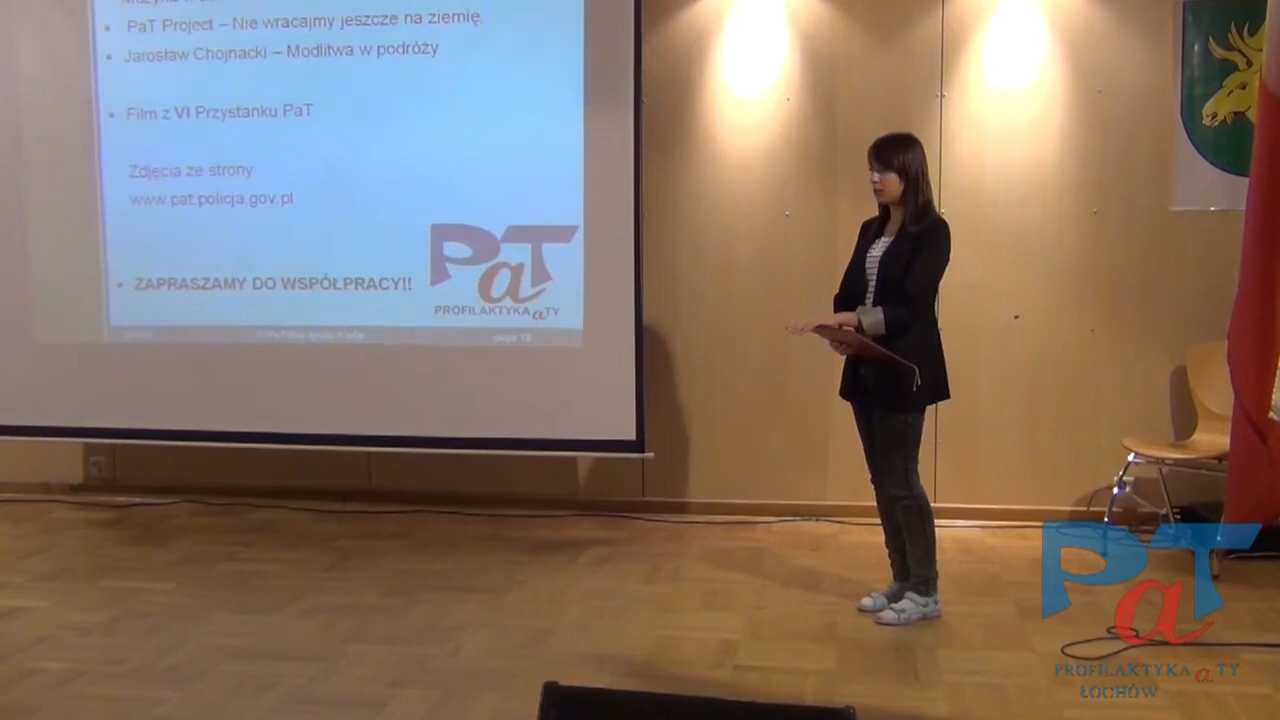 PaT Project – Nie wracajmy jeszcze na ziemię
Jarosław Chojnacki – Modlitwa w podróży
Film z VI Przystanku PaT
Zdjęcia ze strony
www.pat.policja.gov.pl
ZAPRASZAMY DO WSPÓŁPRACY!!
PaT
PROFILAKTYKA a TY
PaT
PROFILAKTYKA a.. TY
ŁOCHÓW